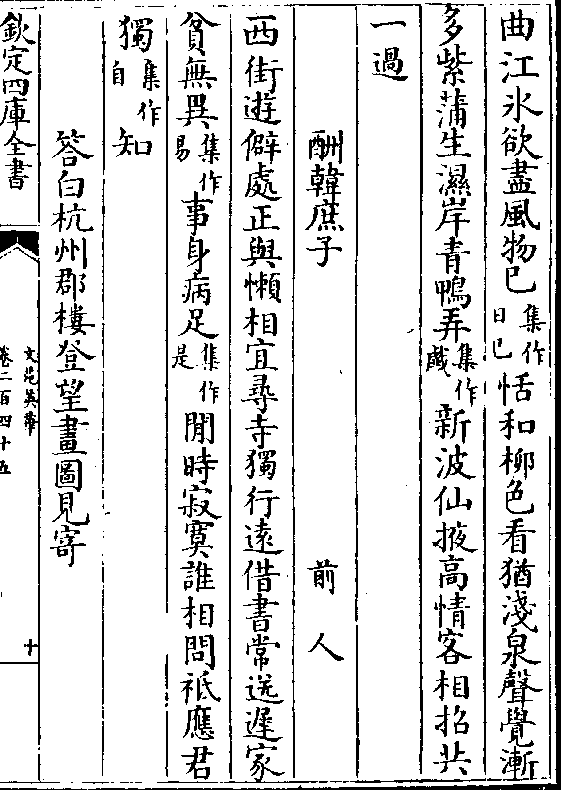 曲江氷欲盡風物已集作日已恬和柳色看猶淺泉聲覺漸
多紫蒲生濕岸青鴨弄集作戯新波仙掖高情客相招共
一過
酬韓庶子　前人
西街逰僻處正與懶相宜尋寺獨行逺借書常送遲家
貧無異集作易事身病足集作是閒時寂寞誰相問祗應君
獨集作自知
答白杭州郡樓登望畫圖見寄
欽定四庫全書
文苑英華
卷二百四十五
十